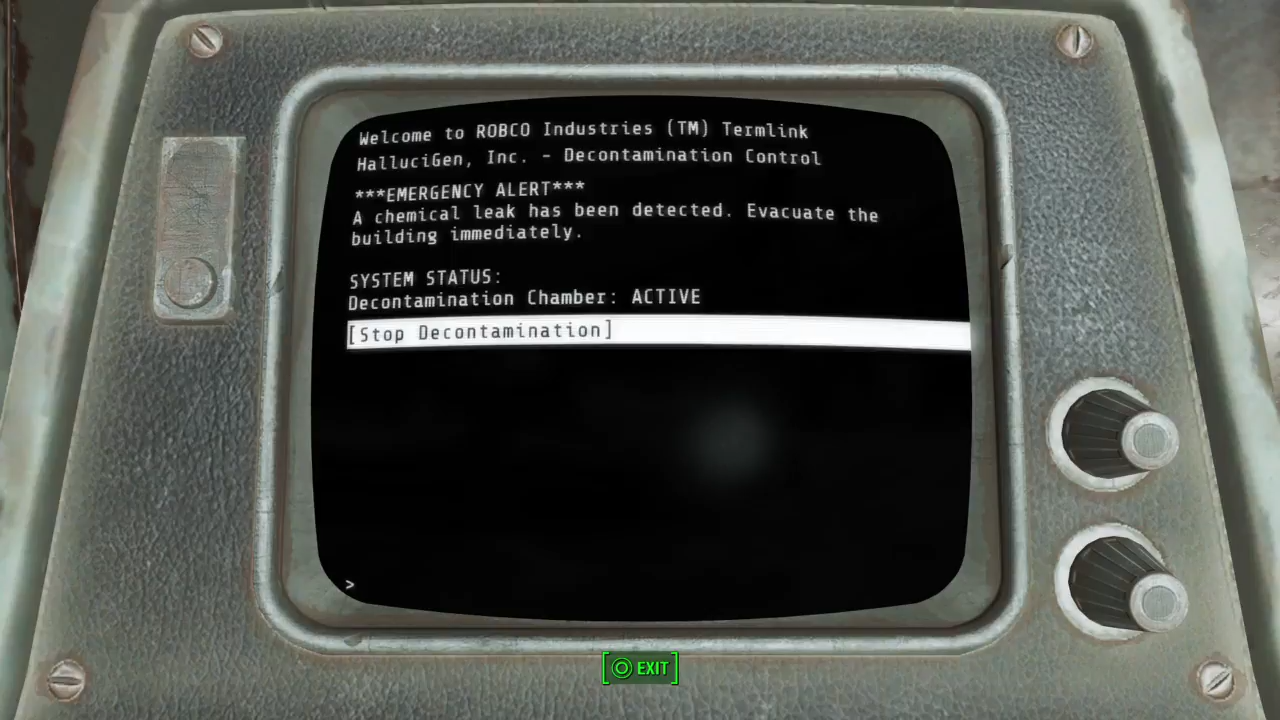 Welcome to ROBCO Industries (TM) Termlink
HalluciGen, Inc. - Decontamination Control
***EMERGENCY ALERT***
A chemical leak has been detected. Evacuate the
building immediately.
SYSTEM STATUS:
Decontamination Chamber: ACTIVE
[Stop Decontamination]
>
EXIT